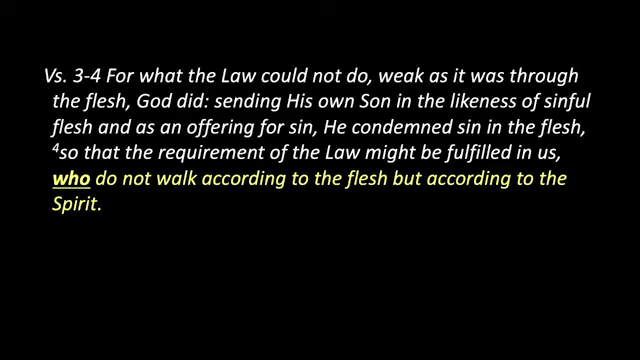 Vs. 3-4 For what the Law could not do, weak as it was through
the flesh, God did: sending His own Son in the likeness of sinful
flesh and as an offering for sin, He condemned sin in the flesh,
⁴so that the requirement of the Law might be fulfilled in us,
who do not walk according to the flesh but according to the
Spirit.